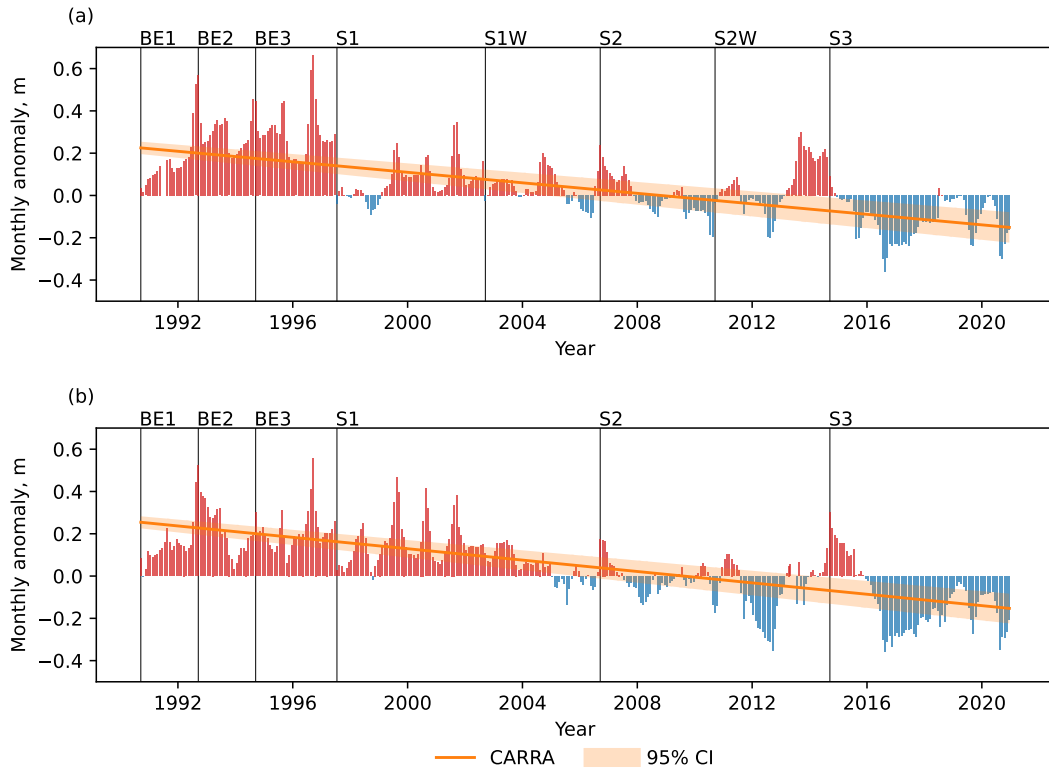 (a)
BE1 BE2 BE3 S1 S1W S2 S2W S3
0.6
0.4
0.2
0.0
−0.2
−0.4
Monthly anomaly, m
1992 1996 2000 2004 2008 2012 2016 2020
Year
(b)
BE1 BE2 BE3 S1 S2 S3
0.6
0.4
0.2
0.0
−0.2
−0.4
Monthly anomaly, m
1992 1996 2000 2004 2008 2012 2016 2020
Year
CARRA 95% CI